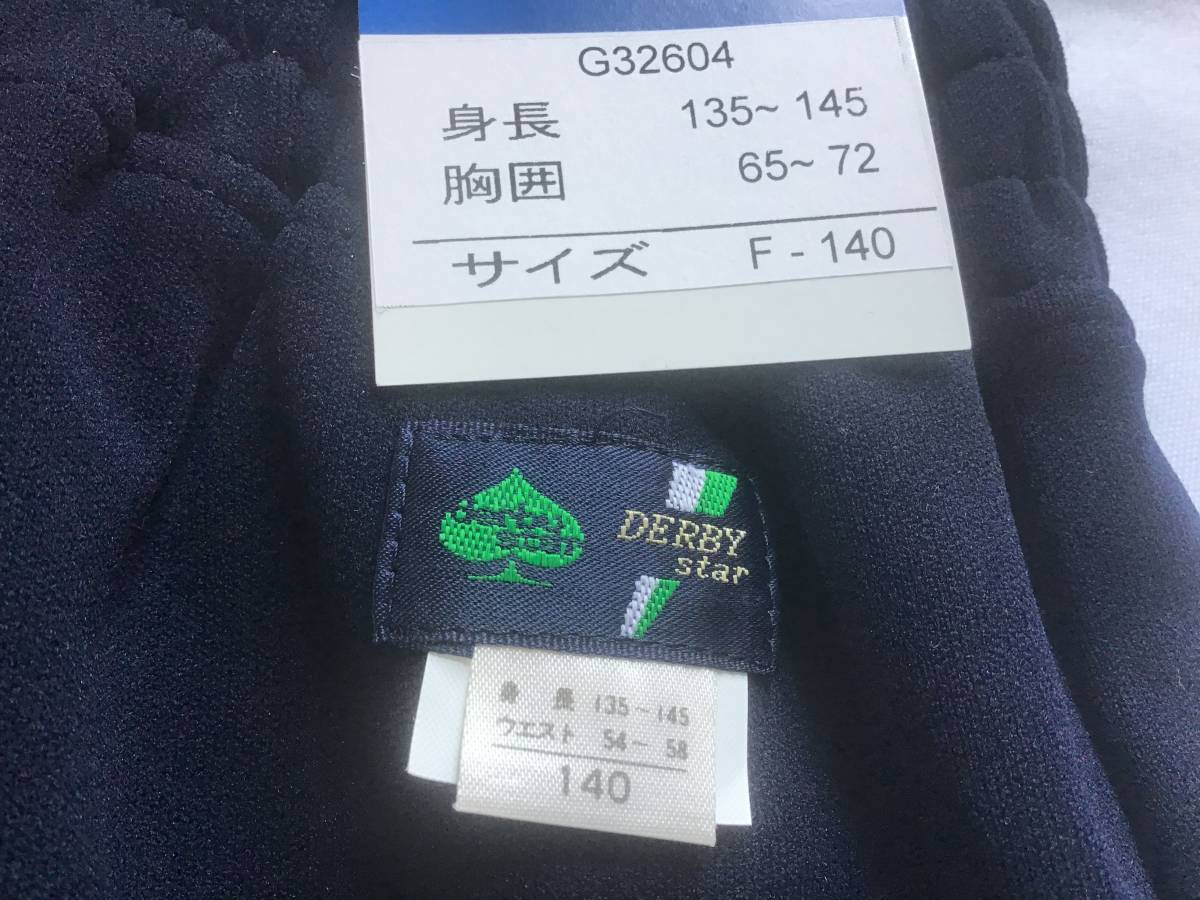 G32604
身長 135~ 145
胸囲 65~ 72
サイズ F - 140
DERBY
star
身 長 135~145
ウエスト 54~ 58
140